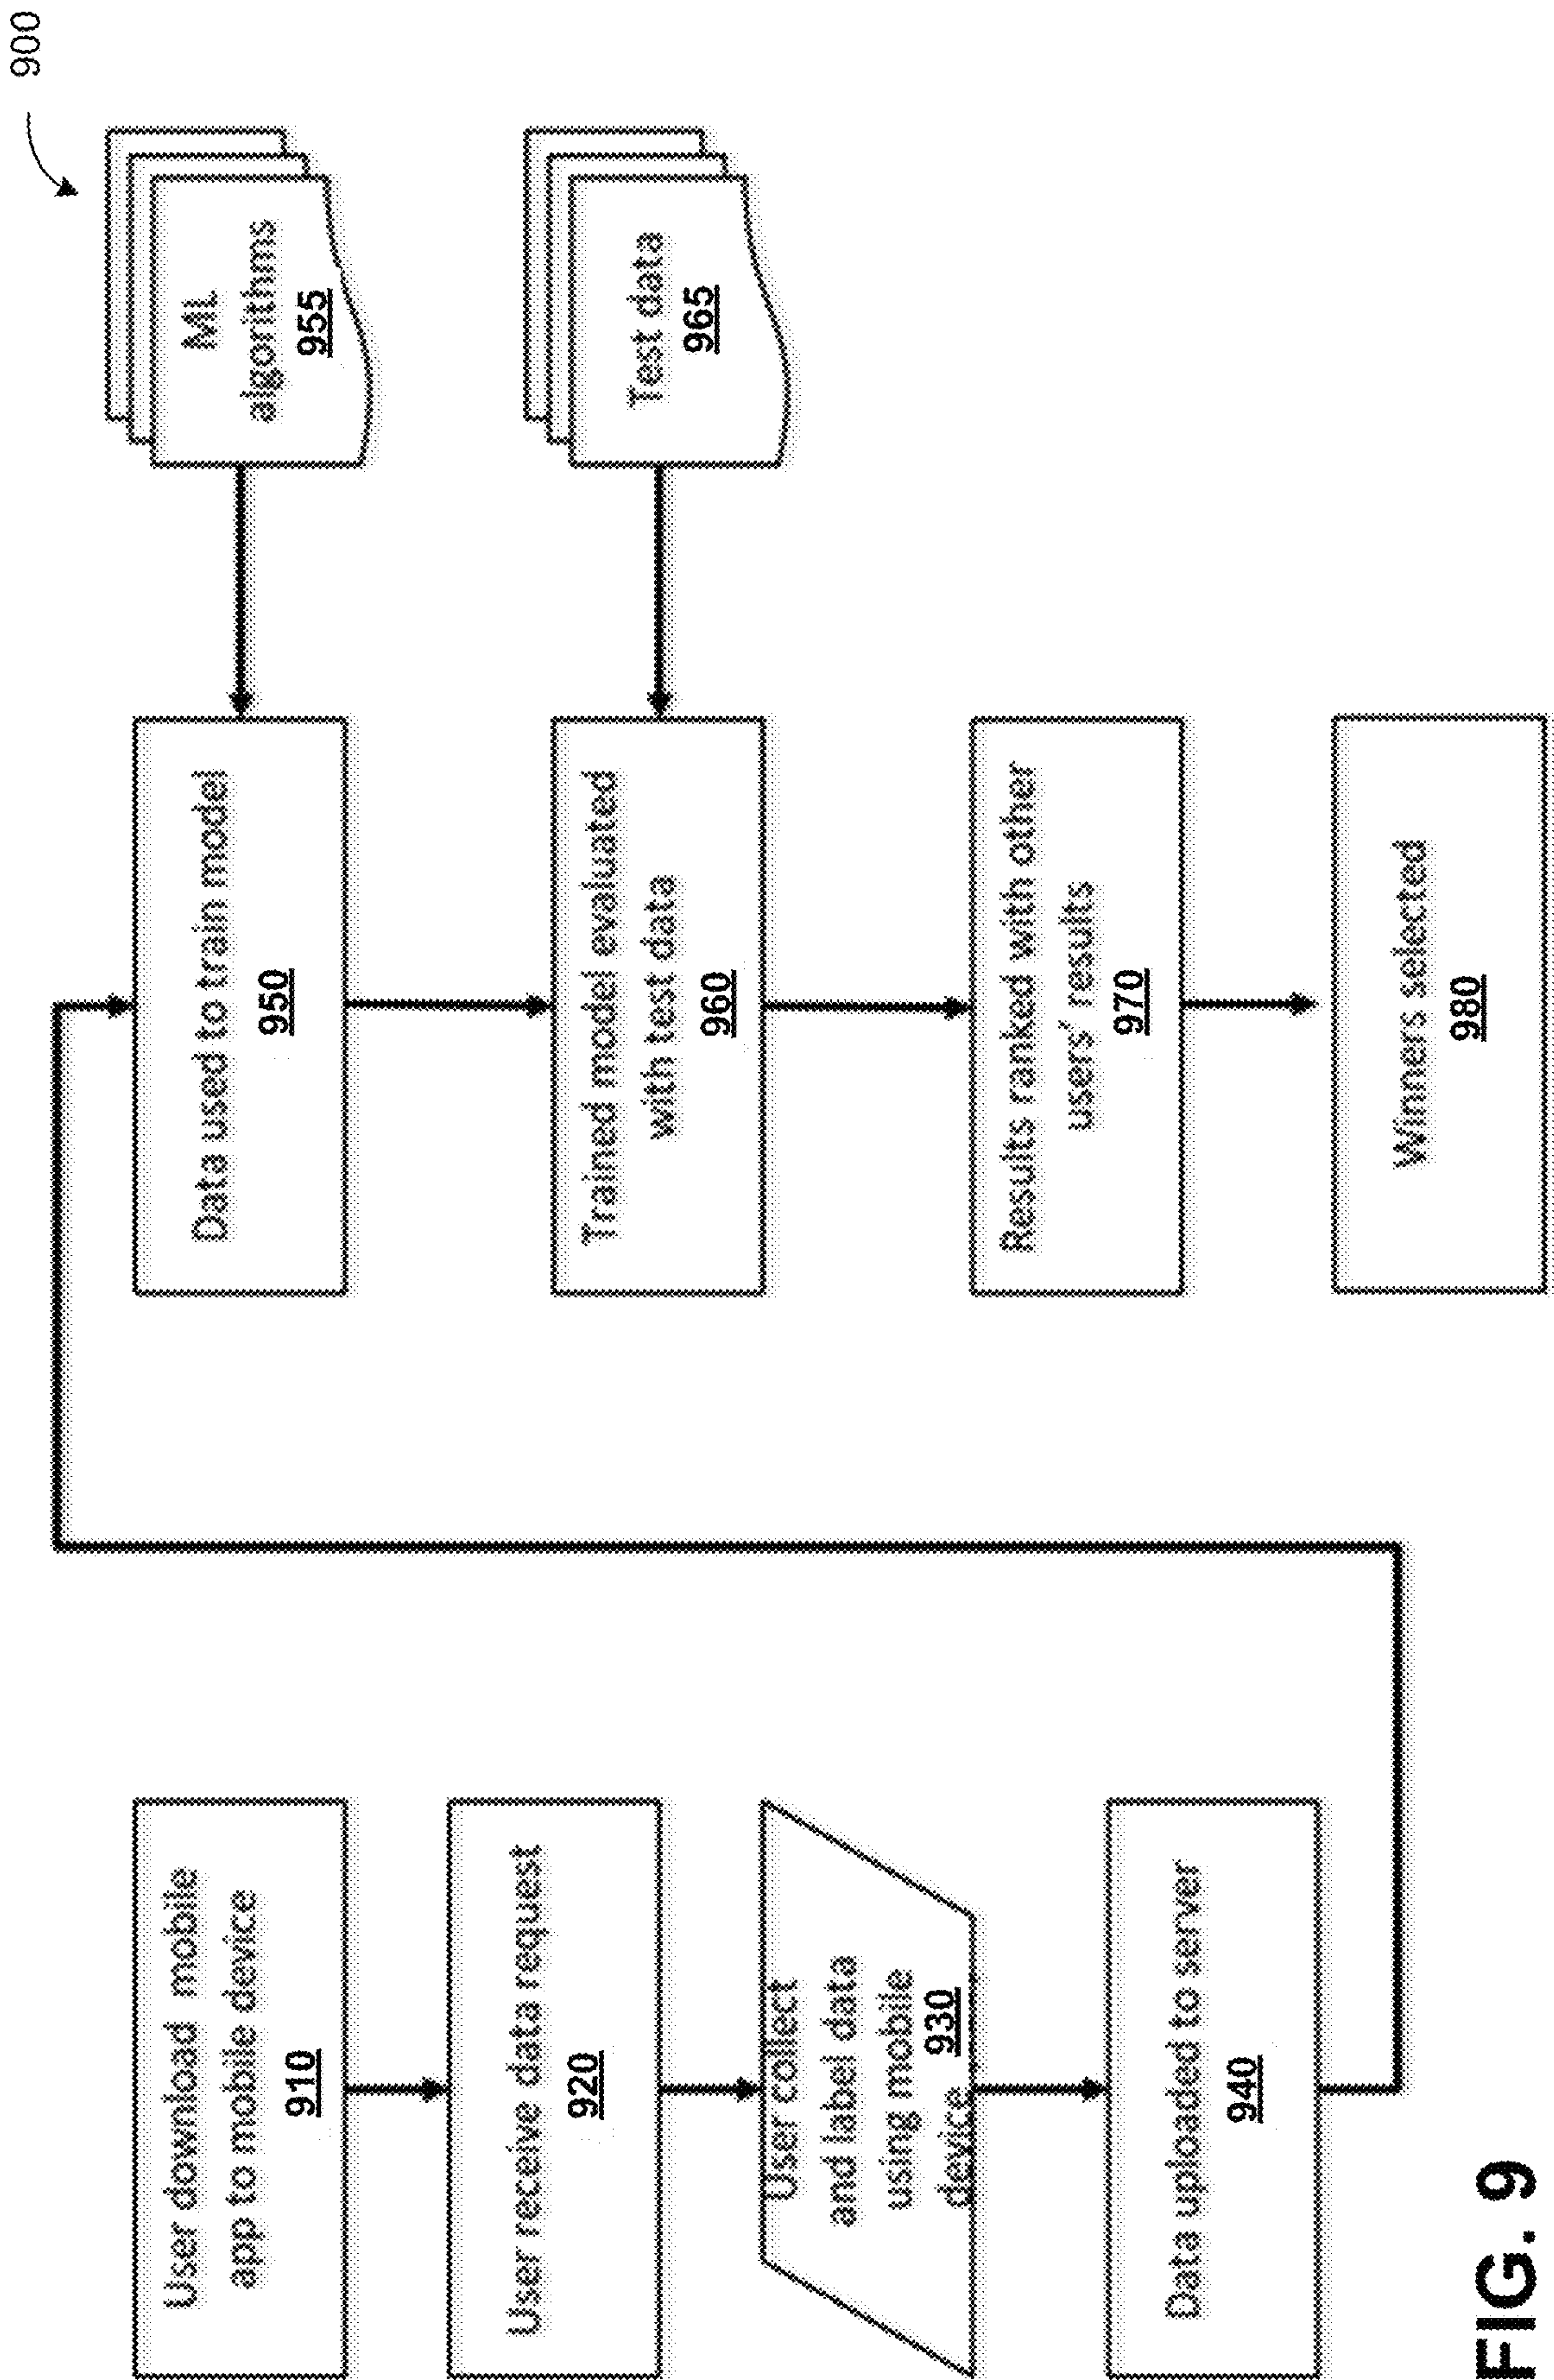 900
User download mobile
app to mobile device
910
User receive data request
920
User collect
and label data
using mobile
device
930
Data uploaded to server
940
Data used to train model
950
ML
algorithms
955
Trained model evaluated
with test data
960
Test data
965
Results ranked with other
users' results
970
Winners selected
980
FIG. 9